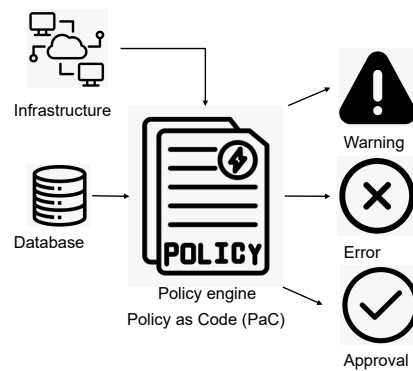 Infrastructure
Warning
Database
POLICY
Error
Policy engine
Policy as Code (PaC)
Approval